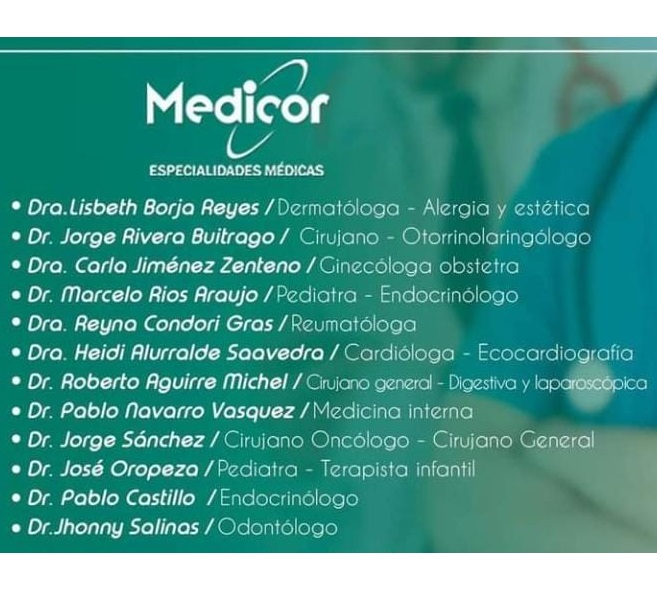 Medicor
ESPECIALIDADES MÉDICAS
• Dra.Lisbeth Borja Reyes / Dermatóloga - Alergia y estética
• Dr. Jorge Rivera Buitrago / Cirujano - Otorrinolaringólogo
• Dra. Carla Jiménez Zenteno / Ginecóloga obstetra
• Dr. Marcelo Rios Araujo / Pediatra - Endocrinólogo
• Dra. Reyna Condori Gras / Reumatóloga
• Dra. Heidi Alurralde Saavedra / Cardióloga - Ecocardiografía
• Dr. Roberto Aguirre Michel / Cirujano general - Digestiva y laparoscópica
• Dr. Pablo Navarro Vasquez / Medicina interna
• Dr. Jorge Sánchez / Cirujano Oncólogo - Cirujano General
• Dr. José Oropeza / Pediatra - Terapista infantil
• Dr. Pablo Castillo / Endocrinólogo
• Dr.Jhonny Salinas / Odontólogo